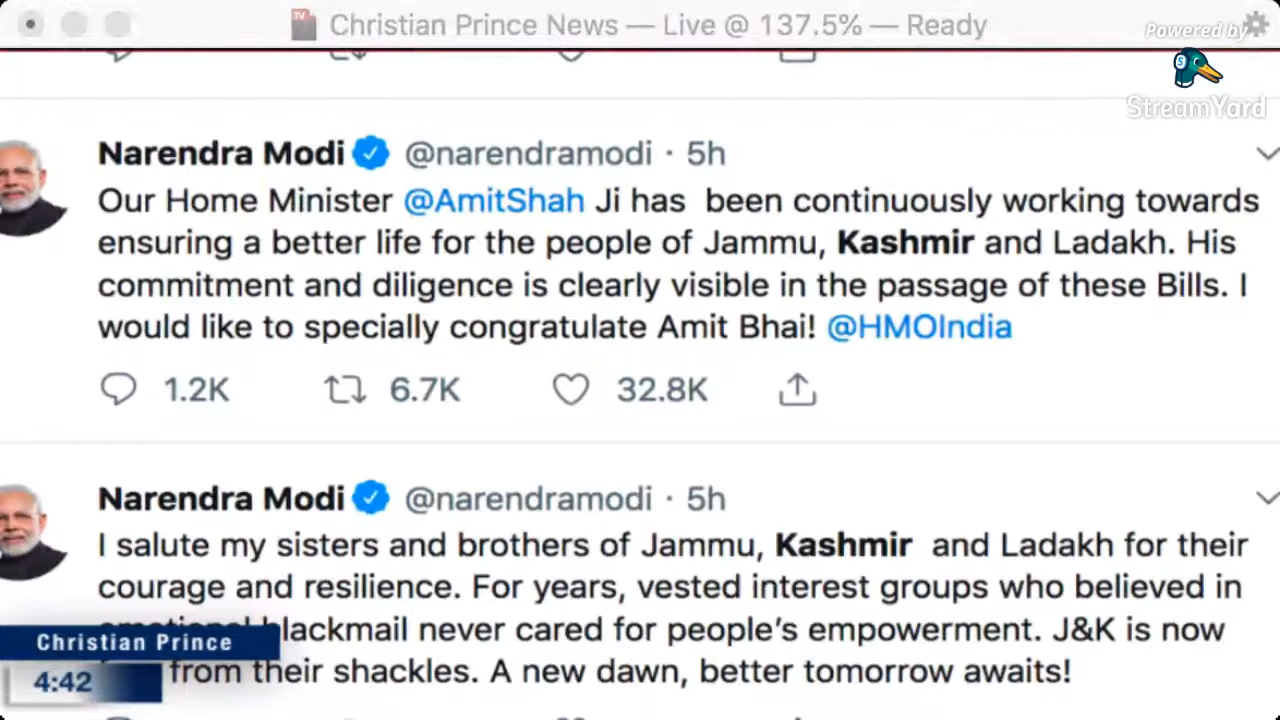 Christian Prince News — Live @ 137.5% — Ready
Powered by
StreamYard
Narendra Modi @narendramodi · 5h
Our Home Minister @AmitShah Ji has been continuously working towards
ensuring a better life for the people of Jammu, Kashmir and Ladakh. His
commitment and diligence is clearly visible in the passage of these Bills. I
would like to specially congratulate Amit Bhai! @HMOIndia
1.2K 6.7K 32.8K
Narendra Modi @narendramodi · 5h
I salute my sisters and brothers of Jammu, Kashmir and Ladakh for their
courage and resilience. For years, vested interest groups who believed in
blackmail never cared for people's empowerment. J&K is now
from their shackles. A new dawn, better tomorrow awaits!
Christian Prince
4:42